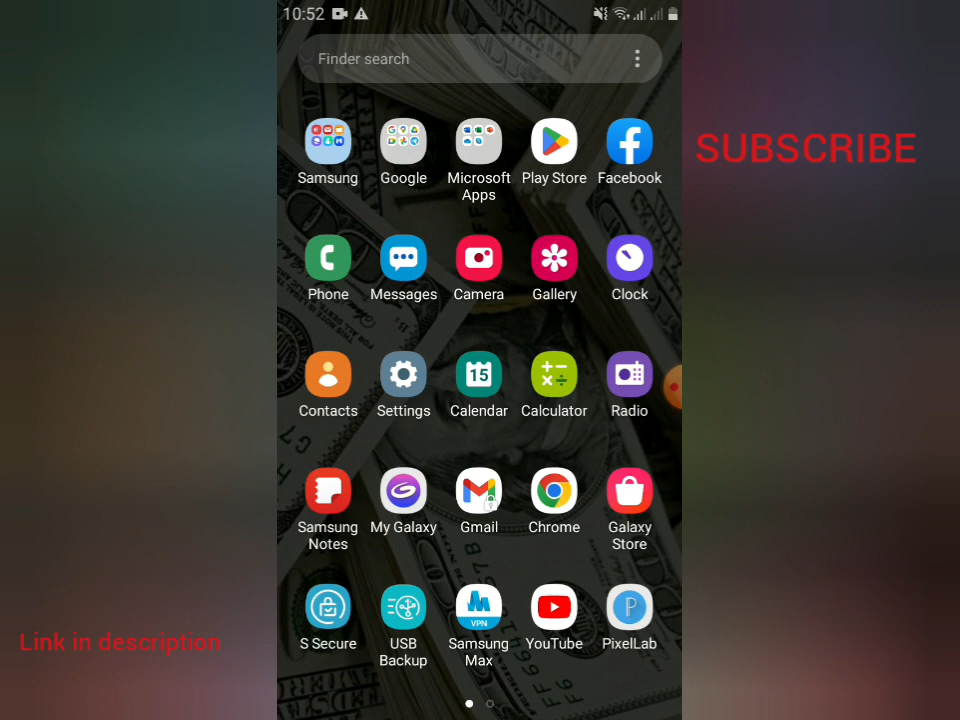 10:52
Finder search
SUBSCRIBE
Samsung
Google
Microsoft Apps
Play Store
Facebook
Phone
Messages
Camera
Gallery
Clock
Contacts
Settings
15
Calendar
Calculator
Radio
Samsung Notes
My Galaxy
Gmail
Chrome
Galaxy Store
S Secure
USB Backup
VPN
Samsung Max
YouTube
P
PixelLab
Link in description